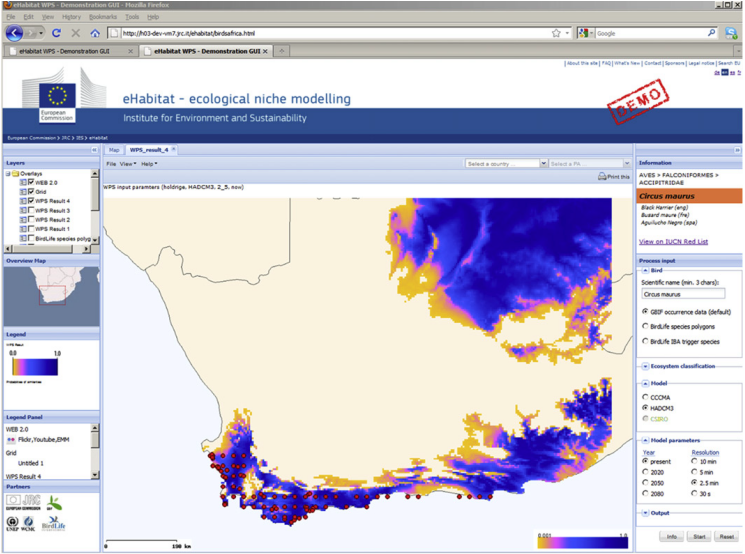 eHabitat WPS - Demonstration GUI - Mozilla Firefox
File Edit View History Bookmarks Tools Help
http://h03-dev-vm7.jrc.it/ehabitat/birdsafrica.html
Google
eHabitat WPS - Demonstration GUI
eHabitat WPS - Demonstration GUI
About this site | FAQ | What's New | Contact | Sponsors | Legal notice | Search EU
European
Commission
eHabitat - ecological niche modelling
Institute for Environment and Sustainability
DEMO
European Commission > JRC > IES > eHabitat
Map WPS_result_4
Layers
Overlays
WEB 2.0
Grid
WPS Result 4
WPS Result 3
WPS Result 2
WPS Result 1
BirdLife species polyg
Overview Map
Legend
WPS Result
0.0 1.0
Legend Panel
WEB 2.0
Flickr,Youtube,EMM
Grid
Untitled 1
WPS Result 4
Partners
JRC
EUROPEAN COMMISSION
UNEP WCMC BirdLife
File View Help
Select a country ...
Select a PA ...
Print this
WPS input paramters (holdrige, HADCM3, 2_5, now)
0 150 km
0.001 1.0
Information
AVES > FALCONIFORMES >
ACCIPITRIDAE
Circus maurus
Black Harrier (eng)
Busard maure (fre)
Aguilucho Negro (spa)
View on IUCN Red List
Process input
Bird
Scientific name (min. 3 chars):
Circus maurus
GBIF occurrence data (default)
BirdLife species polygons
BirdLife IBA trigger species
Ecosystem classification
Model
CCCMA
HADCM3
CSIRO
Model parameters
Year Resolution
present 10 min
2020 5 min
2050 2.5 min
2080 30 s
Output
Info Start Reset